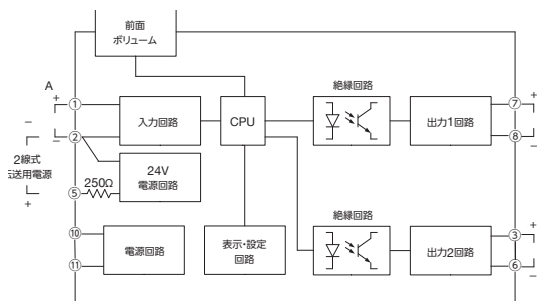 前面
ボリューム
A
+
①
−
−
②
2線式
伝送用電源
250Ω
⑤
+
⑩
⑪
入力回路
24V
電源回路
電源回路
CPU
表示・設定
回路
絶縁回路
出力1回路
⑦
+
⑧
−
絶縁回路
出力2回路
③
+
⑥
−